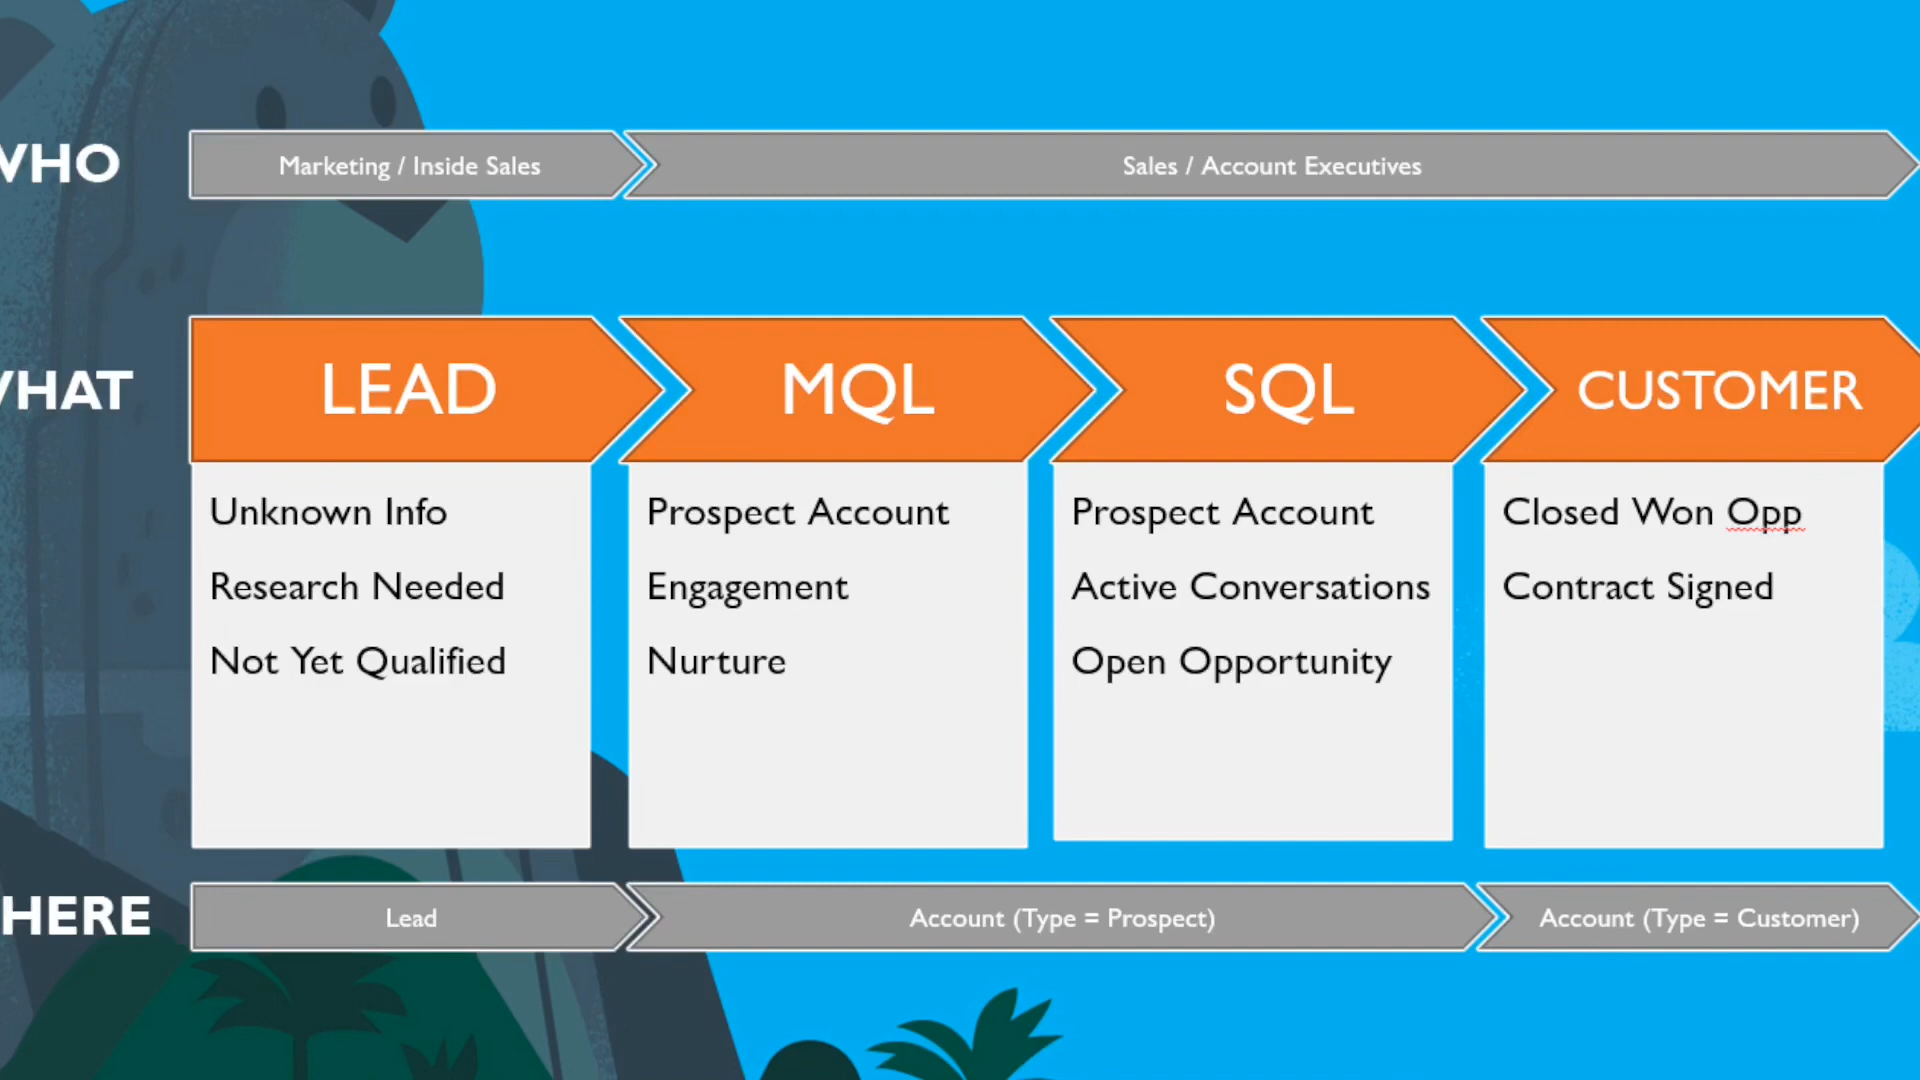 WHO
Marketing / Inside Sales
Sales / Account Executives
WHAT
LEAD
MQL
SQL
CUSTOMER
Unknown Info
Research Needed
Not Yet Qualified
Prospect Account
Engagement
Nurture
Prospect Account
Active Conversations
Open Opportunity
Closed Won Opp
Contract Signed
HERE
Lead
Account (Type = Prospect)
Account (Type = Customer)